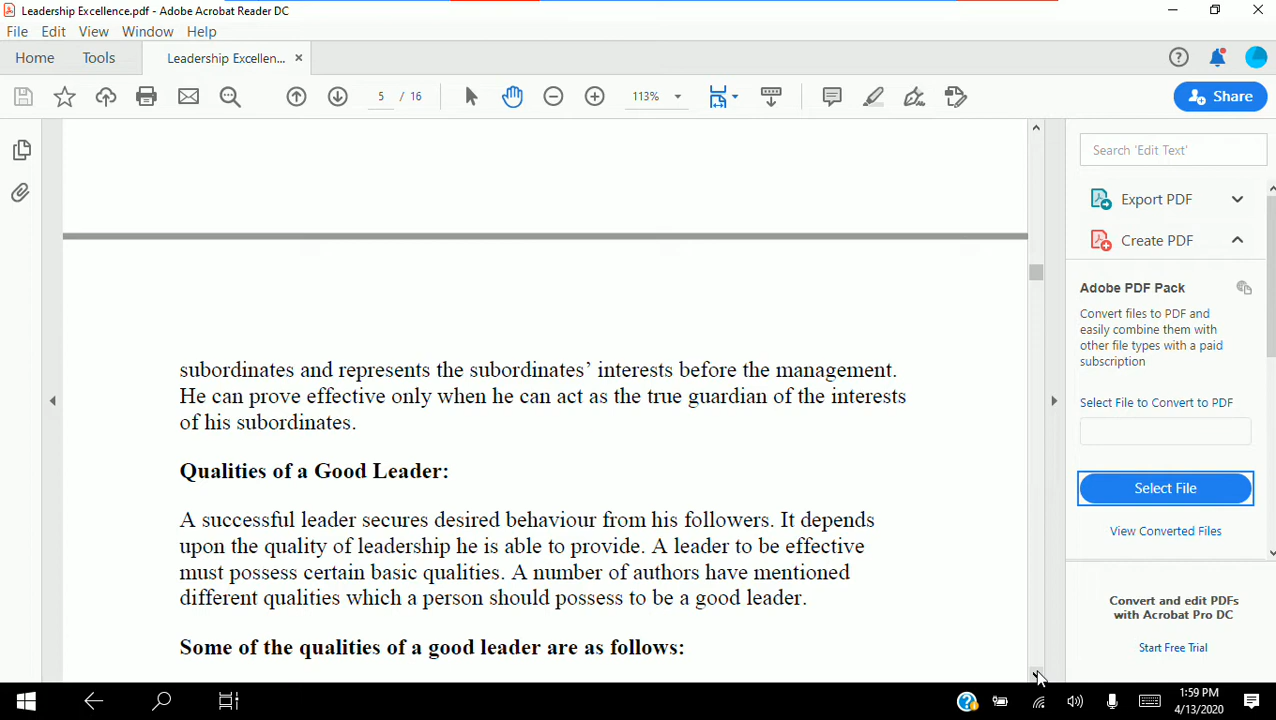 Leadership Excellence.pdf - Adobe Acrobat Reader DC
File Edit View Window Help
Home Tools Leadership Excellen... ×
5 / 16 113% Share
Search 'Edit Text'
Export PDF
Create PDF
Adobe PDF Pack
Convert files to PDF and
easily combine them with
other file types with a paid
subscription
Select File to Convert to PDF
Select File
View Converted Files
Convert and edit PDFs
with Acrobat Pro DC
Start Free Trial
subordinates and represents the subordinates’ interests before the management.
He can prove effective only when he can act as the true guardian of the interests
of his subordinates.
Qualities of a Good Leader:
A successful leader secures desired behaviour from his followers. It depends
upon the quality of leadership he is able to provide. A leader to be effective
must possess certain basic qualities. A number of authors have mentioned
different qualities which a person should possess to be a good leader.
Some of the qualities of a good leader are as follows:
1:59 PM
4/13/2020